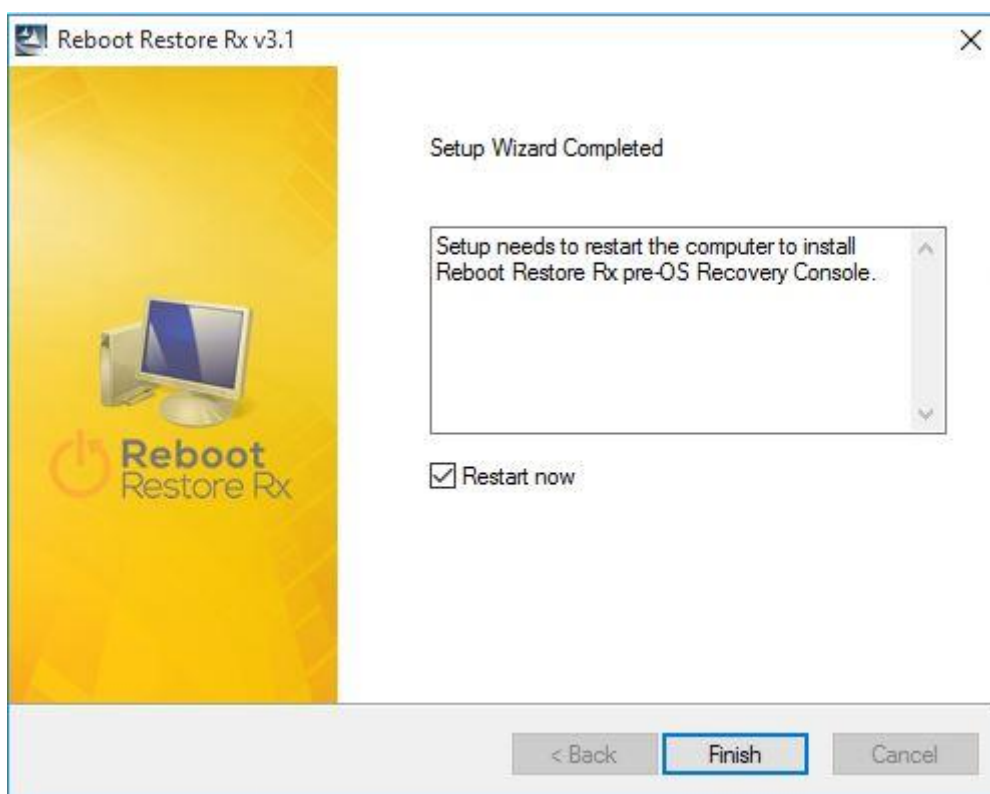 Reboot Restore Rx v3.1
Setup Wizard Completed
Setup needs to restart the computer to install
Reboot Restore Rx pre-OS Recovery Console.
Reboot
Restore Rx
Restart now
< Back
Finish
Cancel